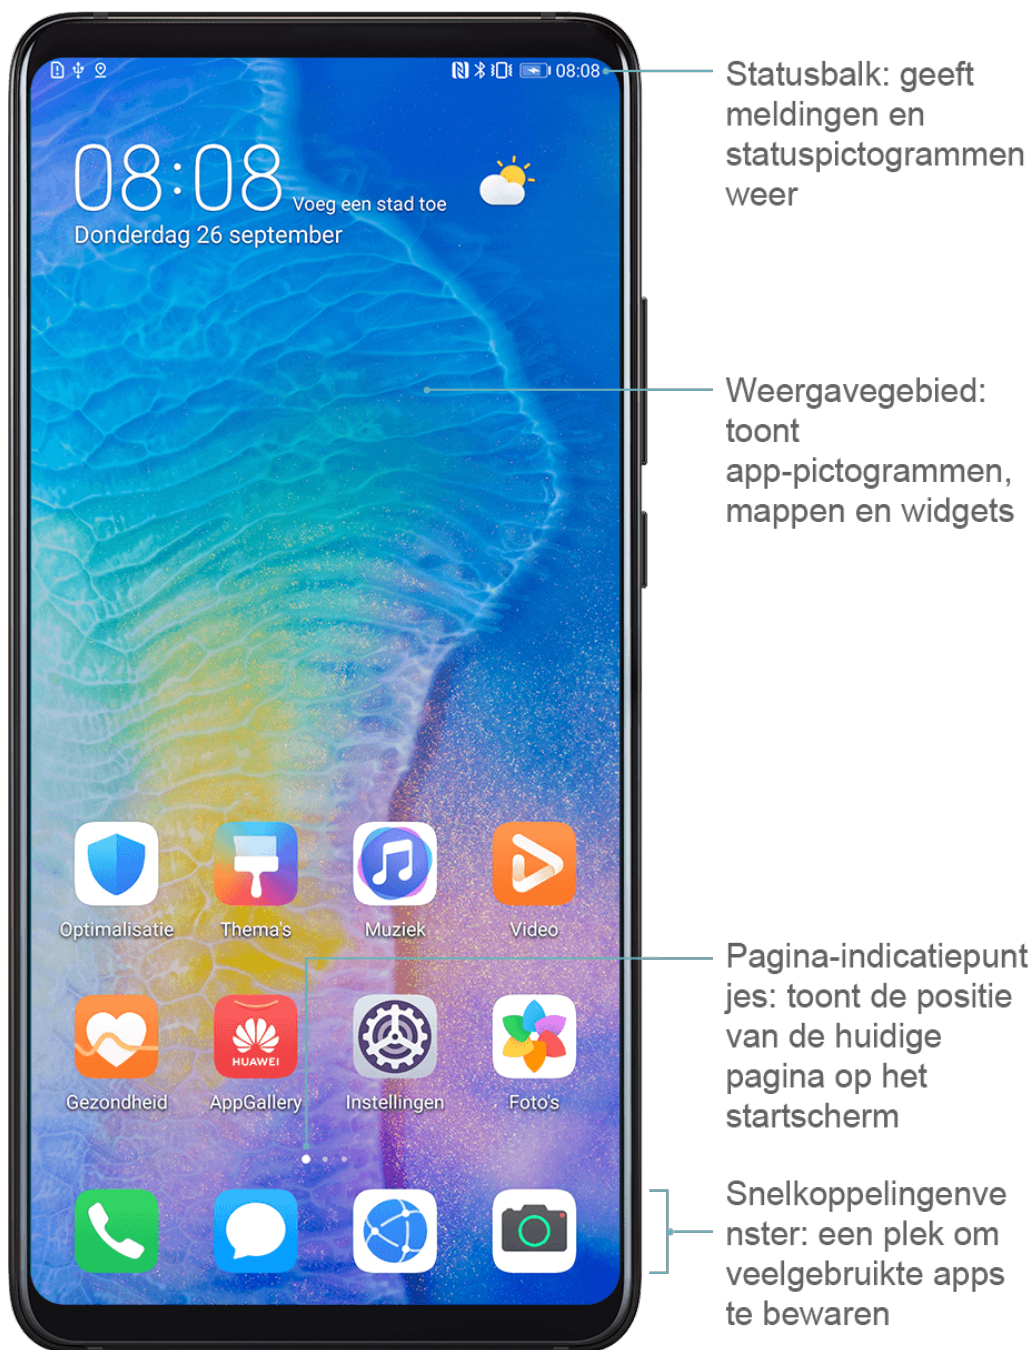 08:08
Statusbalk: geeft
meldingen en
statuspictogrammen
weer
08:08
Voeg een stad toe
Donderdag 26 september
Weergavegebied:
toont
app-pictogrammen,
mappen en widgets
Optimalisatie
Thema's
Muziek
Video
Pagina-indicatiepunt
jes: toont de positie
van de huidige
pagina op het
startscherm
HUAWEI
Gezondheid
AppGallery
Instellingen
Foto's
Snelkoppelingenve
nster: een plek om
veelgebruikte apps
te bewaren